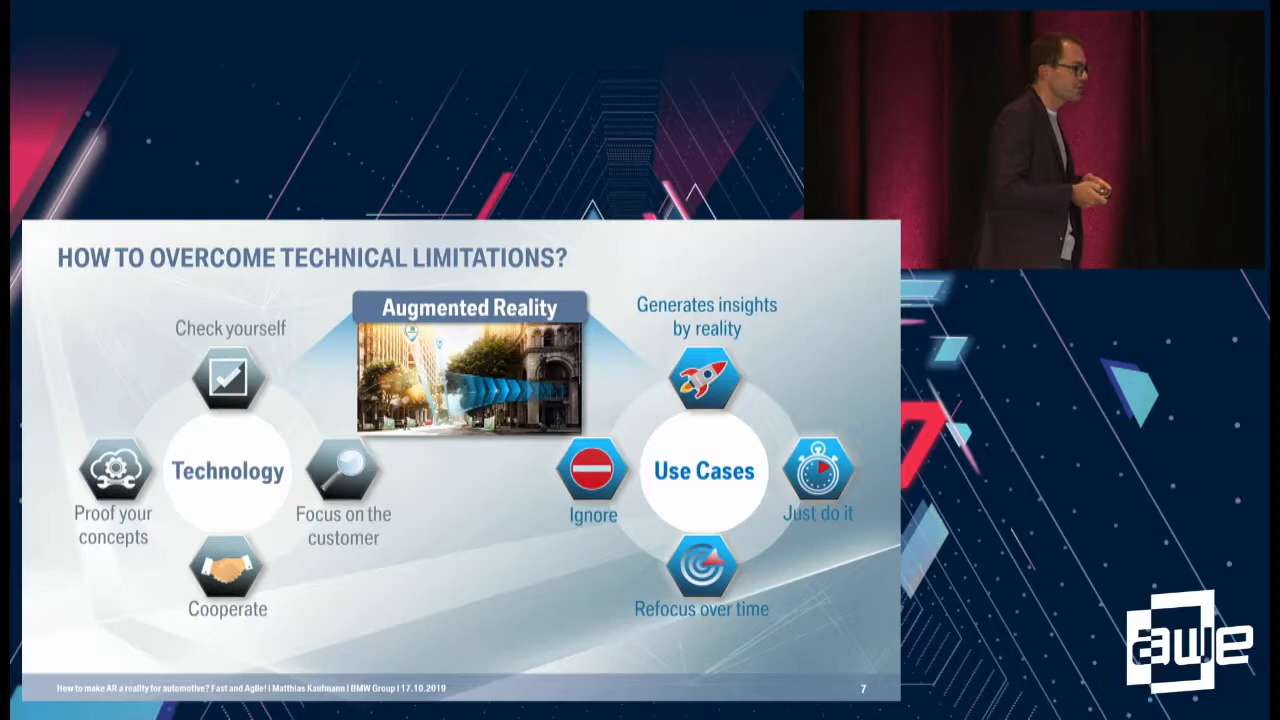 HOW TO OVERCOME TECHNICAL LIMITATIONS?
Augmented Reality
Check yourself
Technology
Proof your
concepts
Focus on the
customer
Cooperate
Generates insights
by reality
Use Cases
Ignore
Just do it
Refocus over time
How to make AR a reality for automotive? Fast and Agile! | Matthias Kaufmann | BMW Group | 17.10.2019
7
awe